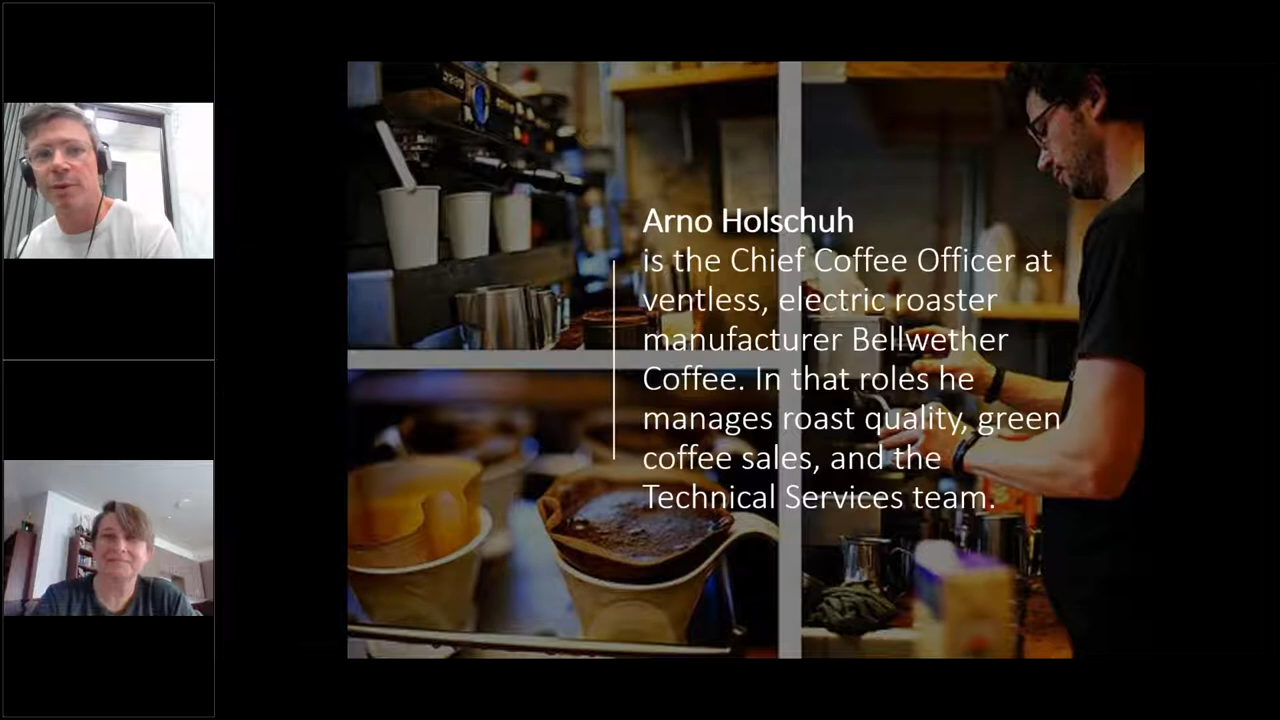 Arno Holschuh
is the Chief Coffee Officer at
ventless, electric roaster
manufacturer Bellwether
Coffee. In that roles he
manages roast quality, green
coffee sales, and the
Technical Services team.